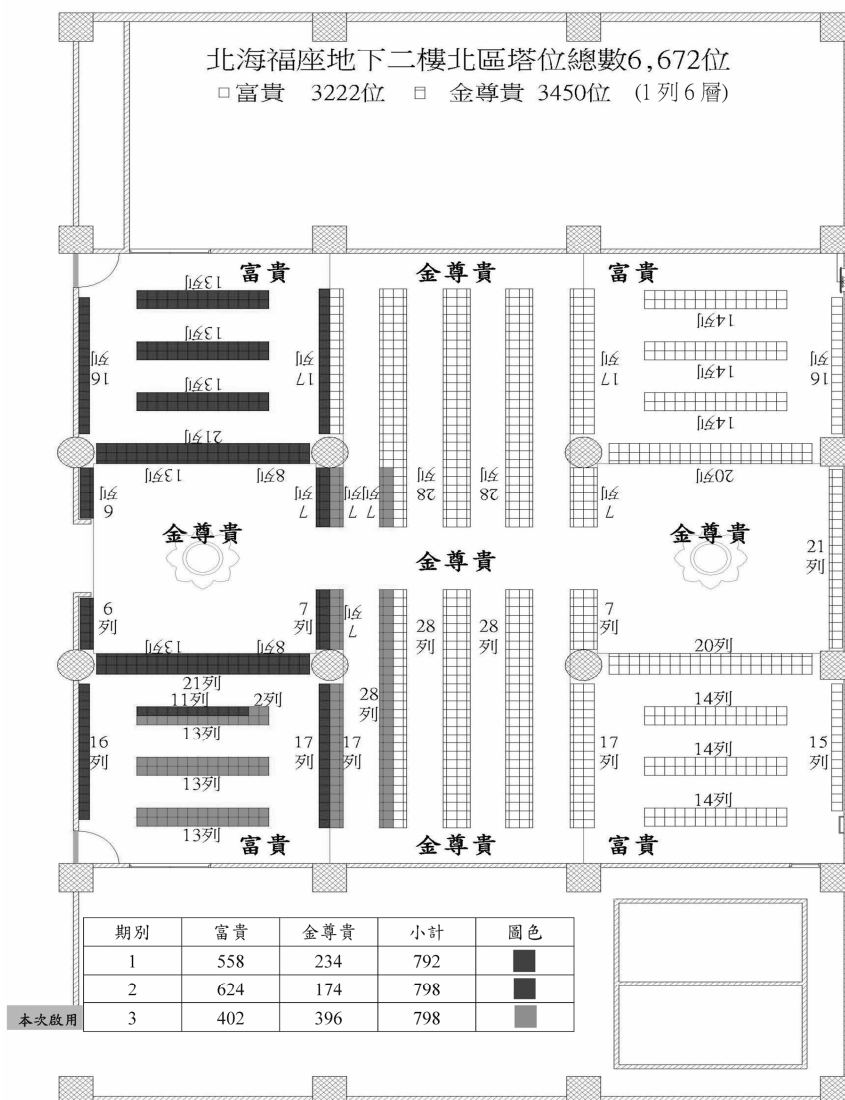 北海福座地下二樓北區塔位總數6,672位
□富貴 3222位 日 金尊貴 3450位 (1列6層)
富貴 金尊貴 富貴
13列
14列
13列
16列 17列 14列 17列 16列
13列
14列
21列
13列 8列 28列 28列 20列
6列 7列 7列 7列 7列
金尊貴 金尊貴
21列
金尊貴
6列 7列 7列 28列 28列 7列
13列 8列 20列
21列
11列 2列 28列 14列
13列
16列 17列 17列 17列 14列 15列
13列
14列
13列
富貴 金尊貴 富貴
期別 富貴 金尊貴 小計 圖色
1 558 234 792
2 624 174 798
本次啟用 3 402 396 798